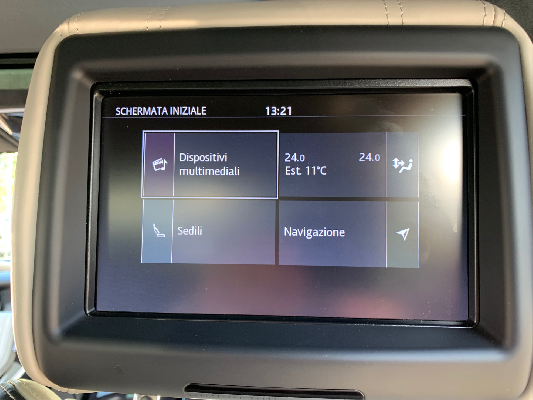 SCHERMATA INIZIALE 13:21
Dispositivi
multimediali
24.0 24.0
Est. 11°C
Sedili
Navigazione